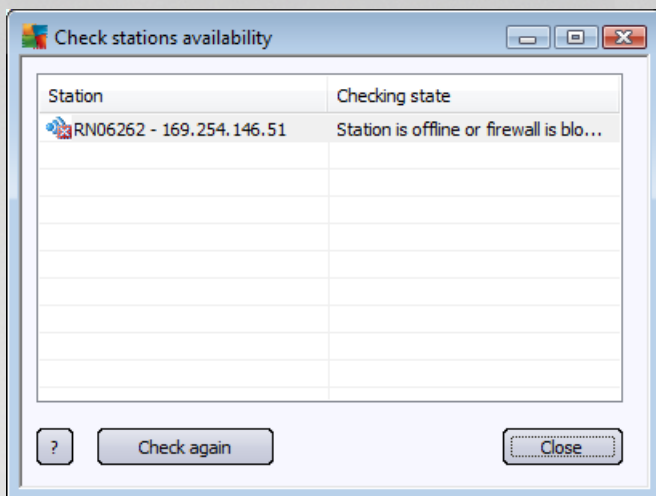 Check stations availability
Station Checking state
RN06262 - 169.254.146.51 Station is offline or firewall is blo...
? Check again Close